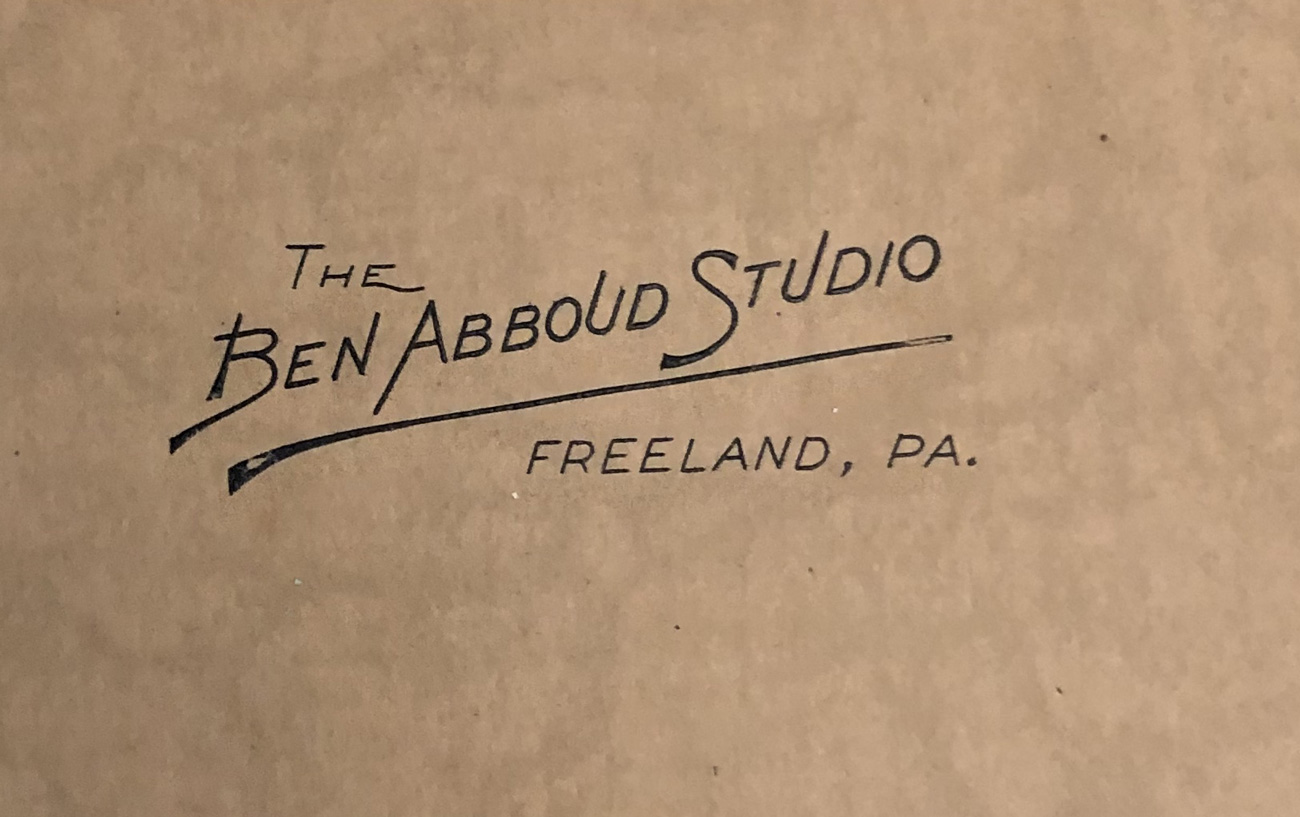 The
Ben Abboud Studio
FREELAND, PA.